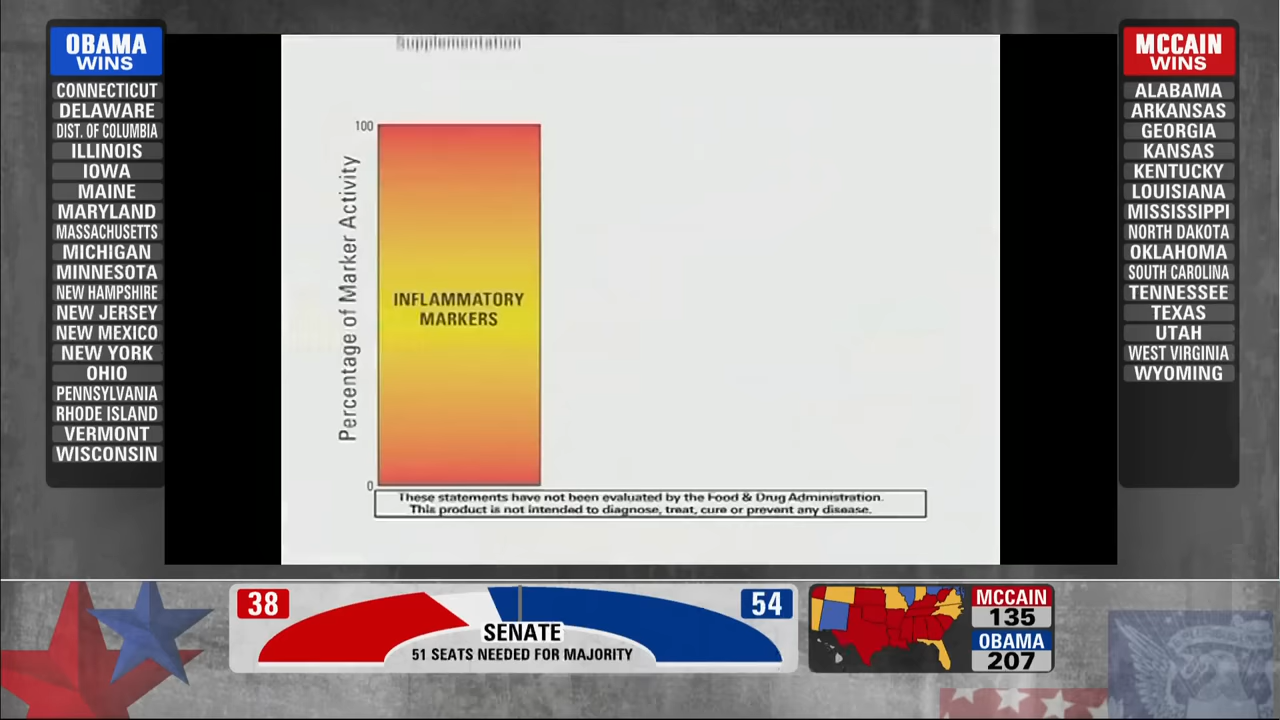 OBAMA
WINS
CONNECTICUT
DELAWARE
DIST. OF COLUMBIA
ILLINOIS
IOWA
MAINE
MARYLAND
MASSACHUSETTS
MICHIGAN
MINNESOTA
NEW HAMPSHIRE
NEW JERSEY
NEW MEXICO
NEW YORK
OHIO
PENNSYLVANIA
RHODE ISLAND
VERMONT
WISCONSIN
Supplementation
100
Percentage of Marker Activity
INFLAMMATORY
MARKERS
0
These statements have not been evaluated by the Food & Drug Administration.
This product is not intended to diagnose, treat, cure or prevent any disease.
MCCAIN
WINS
ALABAMA
ARKANSAS
GEORGIA
KANSAS
KENTUCKY
LOUISIANA
MISSISSIPPI
NORTH DAKOTA
OKLAHOMA
SOUTH CAROLINA
TENNESSEE
TEXAS
UTAH
WEST VIRGINIA
WYOMING
38
54
SENATE
51 SEATS NEEDED FOR MAJORITY
MCCAIN
135
OBAMA
207